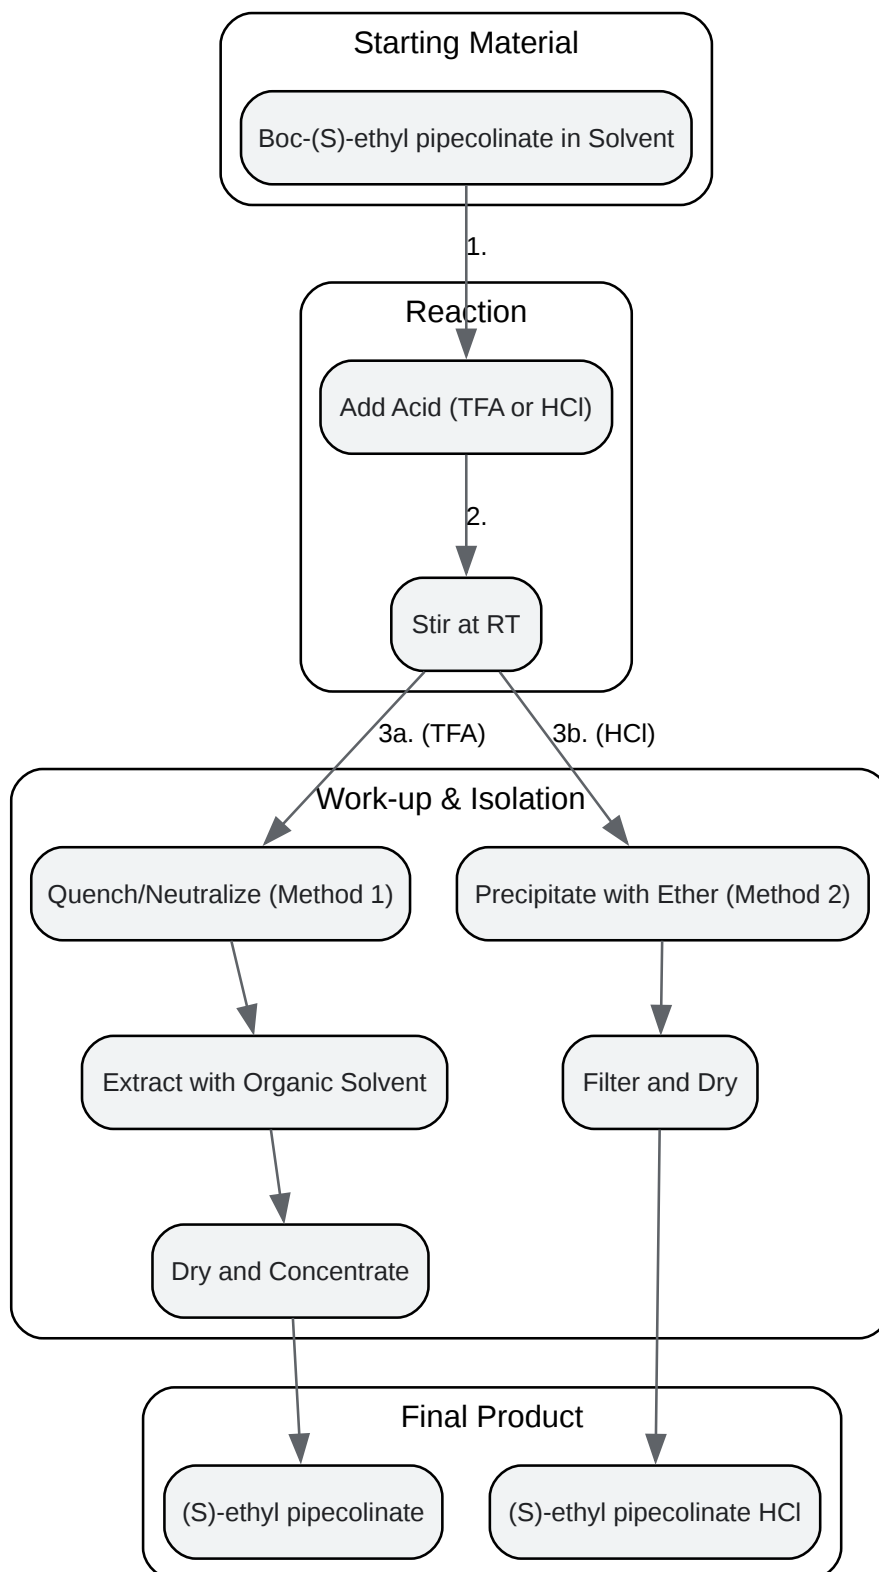 Starting Material
Boc-(S)-ethyl pipecolinate in Solvent
1.
Reaction
Add Acid (TFA or HCl)
2.
Stir at RT
3a. (TFA)
3b. (HCl)
Work-up & Isolation
Quench/Neutralize (Method 1)
Precipitate with Ether (Method 2)
Extract with Organic Solvent
Filter and Dry
Dry and Concentrate
Final Product
(S)-ethyl pipecolinate
(S)-ethyl pipecolinate HCl